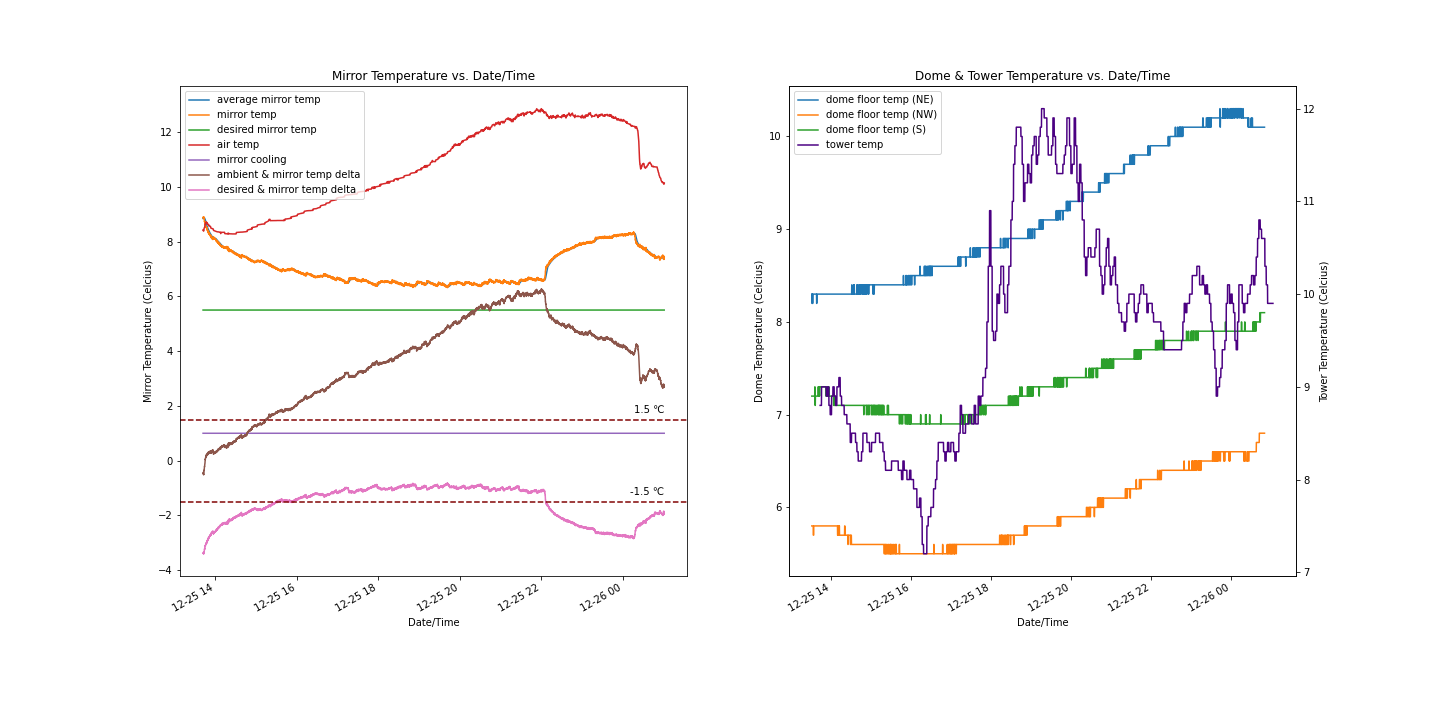 Mirror Temperature vs. Date/Time
average mirror temp
mirror temp
desired mirror temp
air temp
mirror cooling
ambient & mirror temp delta
desired & mirror temp delta
Mirror Temperature (Celcius)
12
10
8
6
4
2
0
−2
−4
1.5 °C
-1.5 °C
12-25 14
12-25 16
12-25 18
12-25 20
12-25 22
12-26 00
Date/Time
Dome & Tower Temperature vs. Date/Time
dome floor temp (NE)
dome floor temp (NW)
dome floor temp (S)
tower temp
Dome Temperature (Celcius)
10
9
8
7
6
12
11
10
9
8
7
Tower Temperature (Celcius)
12-25 14
12-25 16
12-25 18
12-25 20
12-25 22
12-26 00
Date/Time